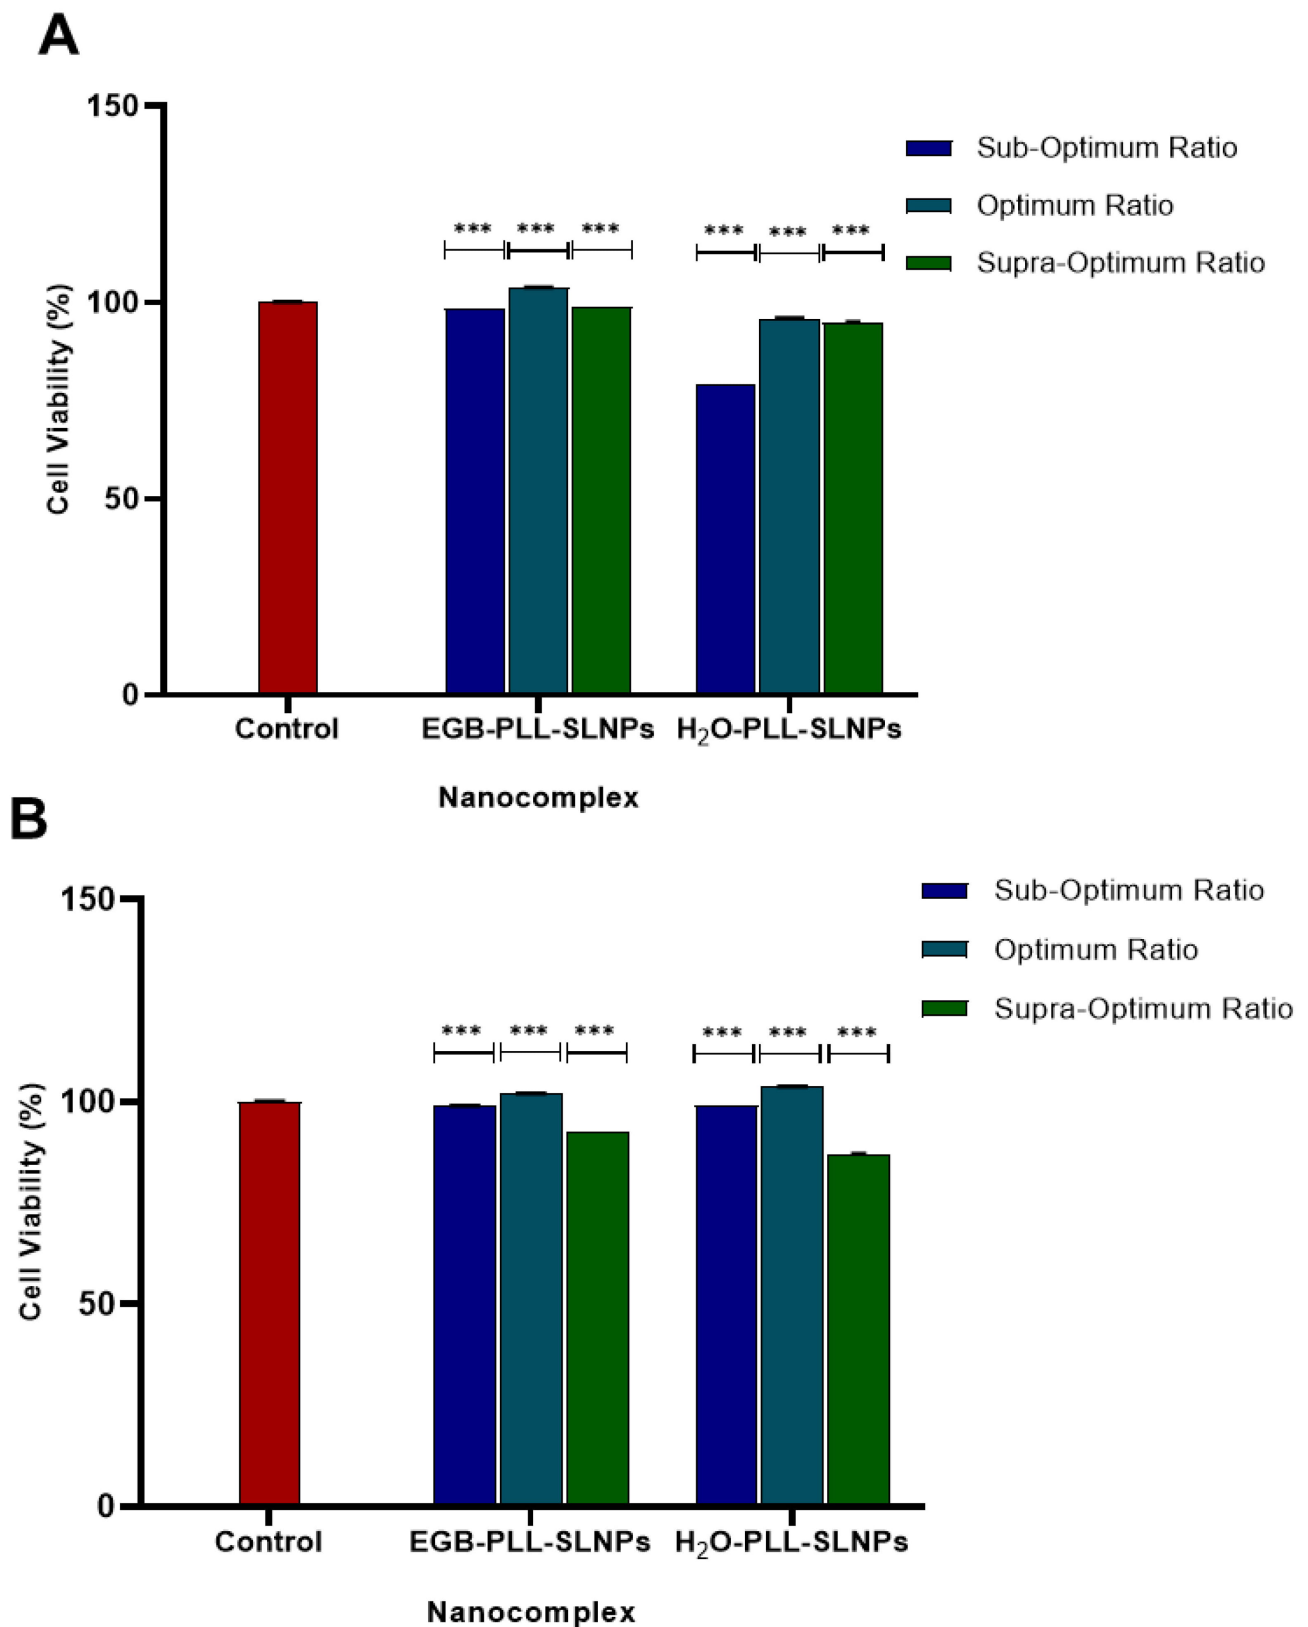 A
150
Sub-Optimum Ratio
Optimum Ratio
Supra-Optimum Ratio
*** *** *** *** *** ***
100
Cell Viability (%)
50
0
Control EGB-PLL-SLNPs H₂O-PLL-SLNPs
Nanocomplex
B
150
Sub-Optimum Ratio
Optimum Ratio
Supra-Optimum Ratio
*** *** *** *** *** ***
100
Cell Viability (%)
50
0
Control EGB-PLL-SLNPs H₂O-PLL-SLNPs
Nanocomplex